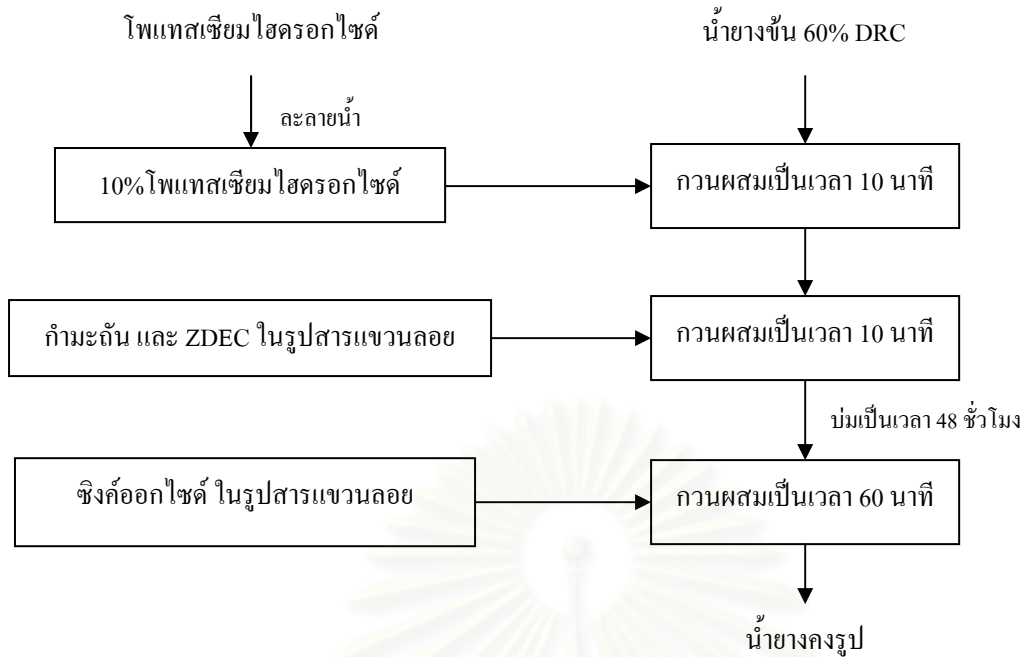 โพแทสเซียมไฮดรอกไซด์
น้ำยางข้น 60% DRC
ละลายน้ำ
10%โพแทสเซียมไฮดรอกไซด์
กวนผสมเป็นเวลา 10 นาที
กำมะถัน และ ZDEC ในรูปสารแขวนลอย
กวนผสมเป็นเวลา 10 นาที
บ่มเป็นเวลา 48 ชั่วโมง
ซิงค์ออกไซด์ ในรูปสารแขวนลอย
กวนผสมเป็นเวลา 60 นาที
น้ำยางคงรูป